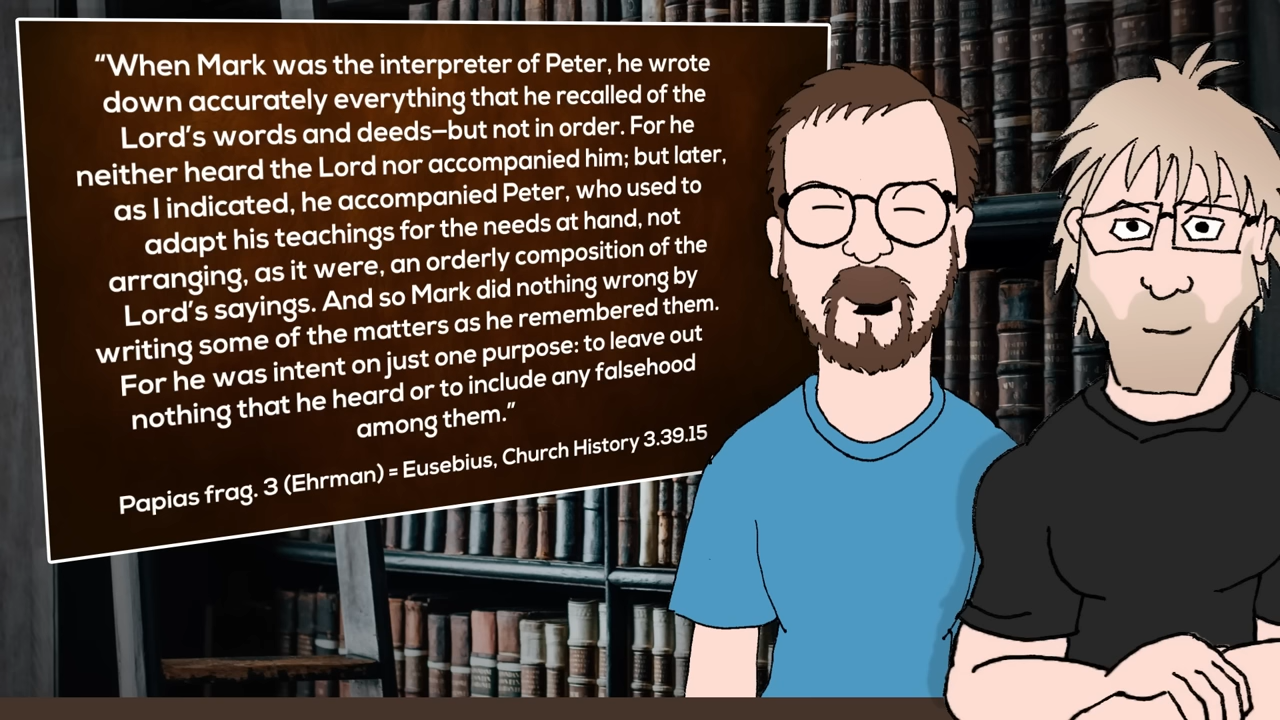 “When Mark was the interpreter of Peter, he wrote
down accurately everything that he recalled of the
Lord’s words and deeds—but not in order. For he
neither heard the Lord nor accompanied him; but later,
as I indicated, he accompanied Peter, who used to
adapt his teachings for the needs at hand, not
arranging, as it were, an orderly composition of the
Lord’s sayings. And so Mark did nothing wrong by
writing some of the matters as he remembered them.
For he was intent on just one purpose: to leave out
nothing that he heard or to include any falsehood
among them.”
Papias frag. 3 (Ehrman) = Eusebius, Church History 3.39.15